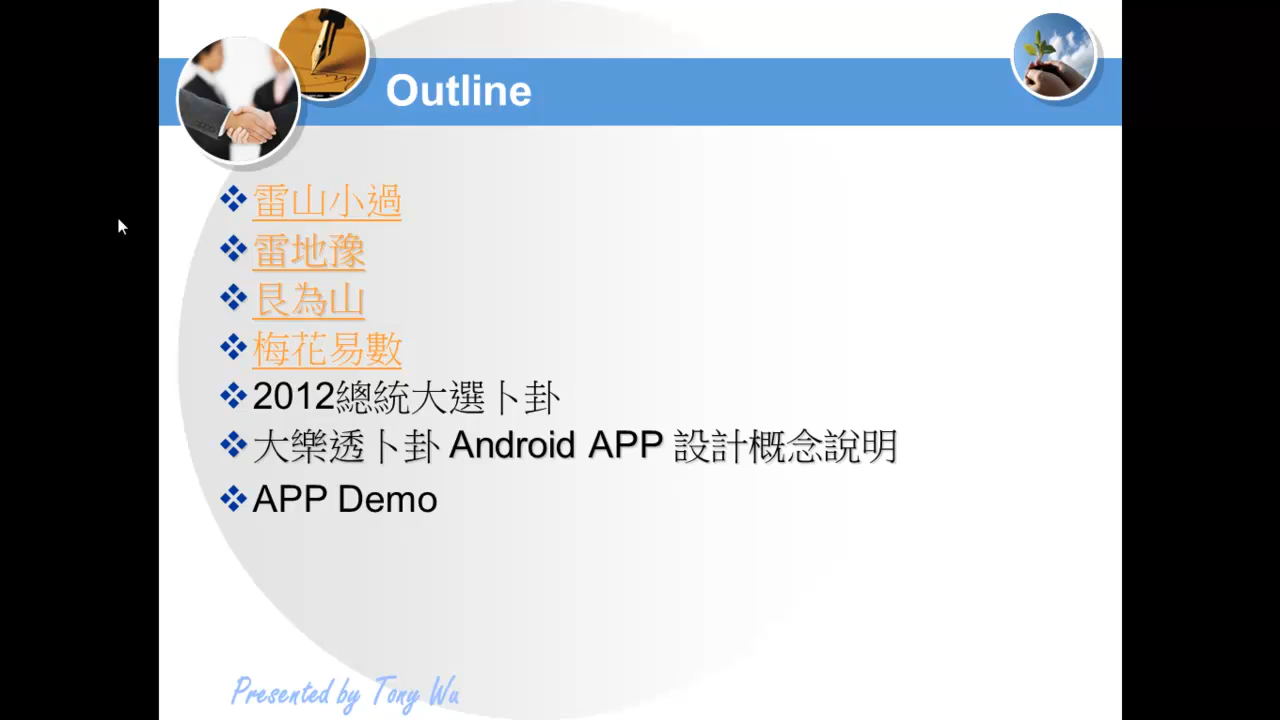 Outline
雷山小過
雷地豫
艮為山
梅花易數
2012總統大選卜卦
大樂透卜卦 Android APP 設計概念說明
APP Demo
Presented by Tony Wu